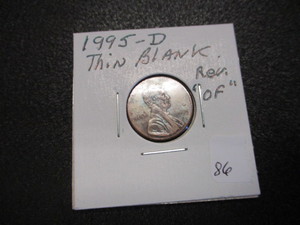 1995-D
Thin BLANK.
Rev.
"OF"
86